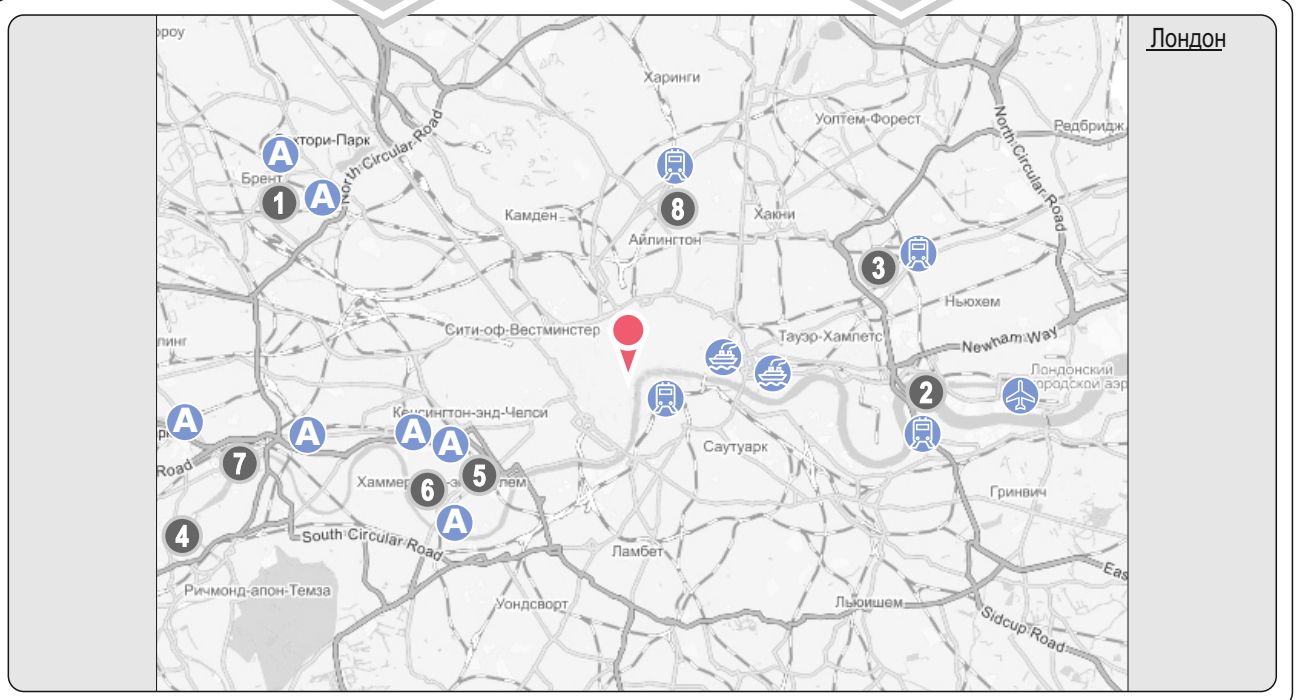 Лондон
Харинги
Уолтем-Форест
Редбридж
North Circular Road
North Circular Road
A
Брент
A
1
8
Камден
Хакни
Айлингтон
3
Ньюхем
Сити-оф-Вестминстер
Тауэр-Хамлетс
Newham Way
Лондонский
2
A
A
A
A
Кенсингтон-энд-Челси
Саутуарк
7
Road
6
5
Гринвич
A
4
South Circular Road
Ламбет
Ричмонд-апон-Темза
Уондсворт
Льюишем
Sidcup Road